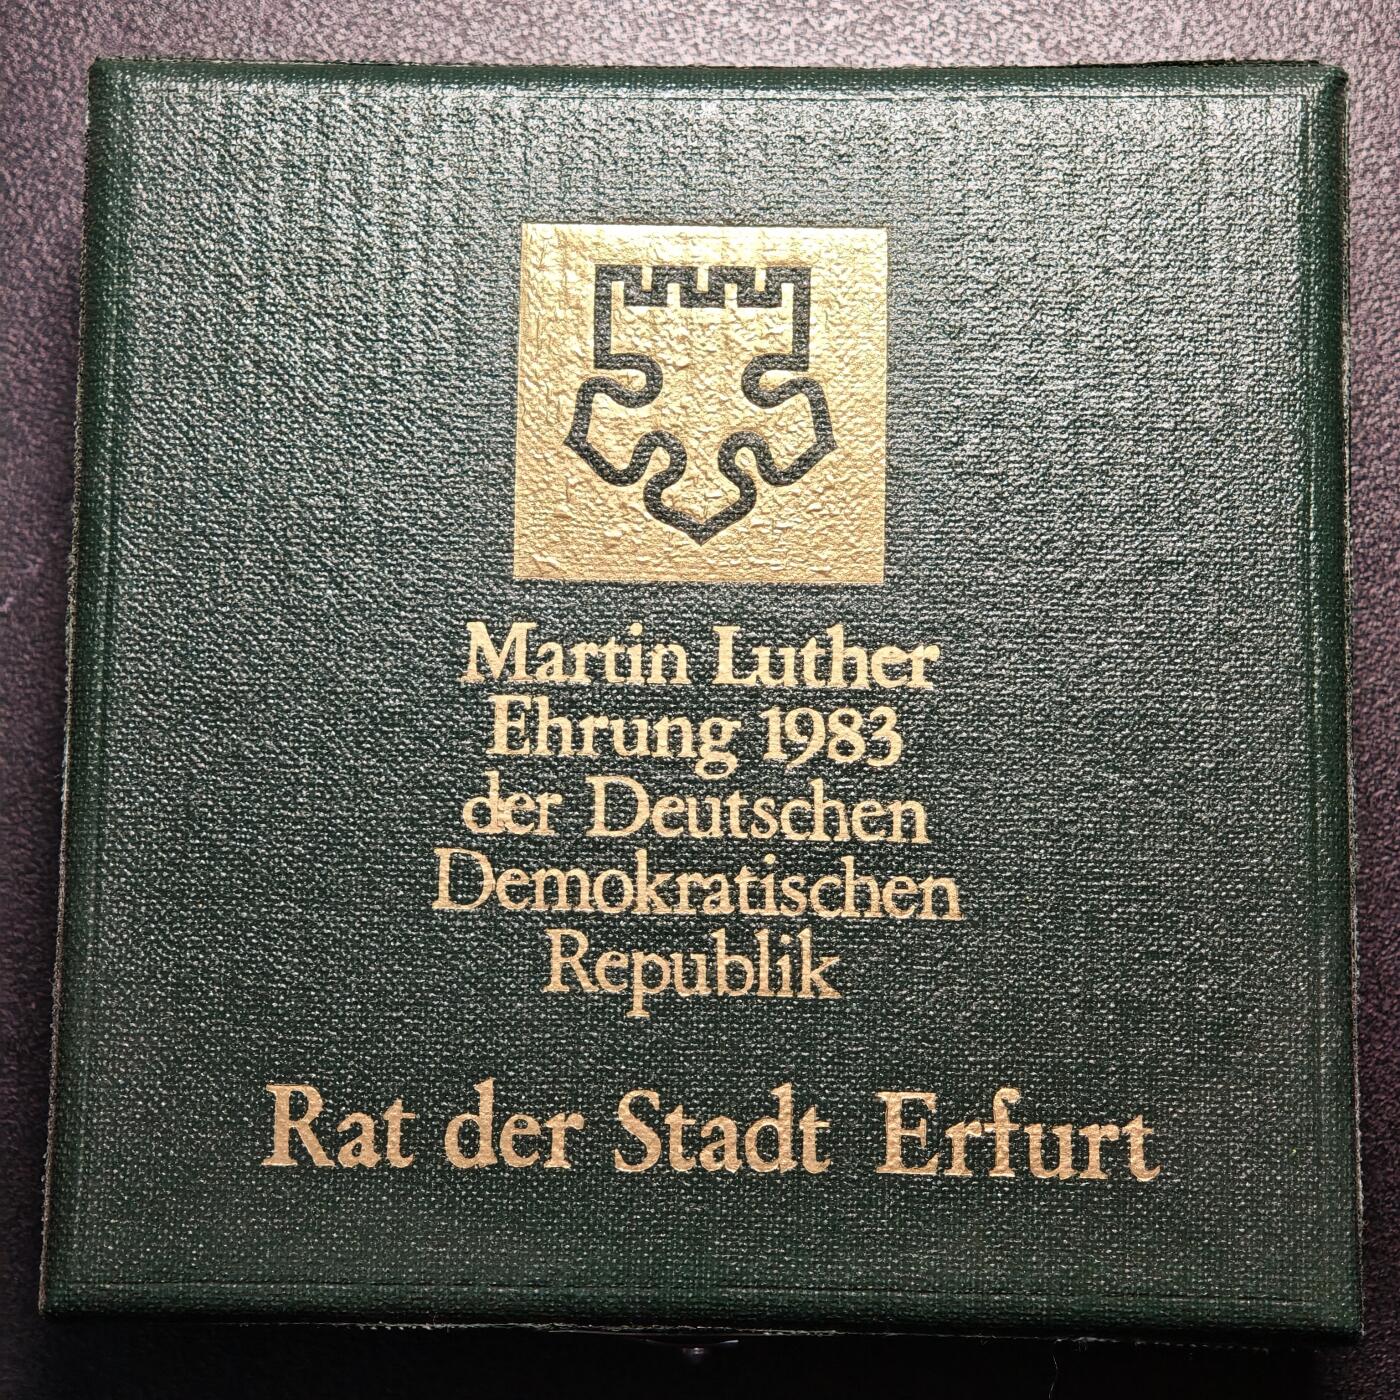 Martin Luther
Ehrung 1983
der Deutschen
Demokratischen
Republik
Rat der Stadt Erfurt